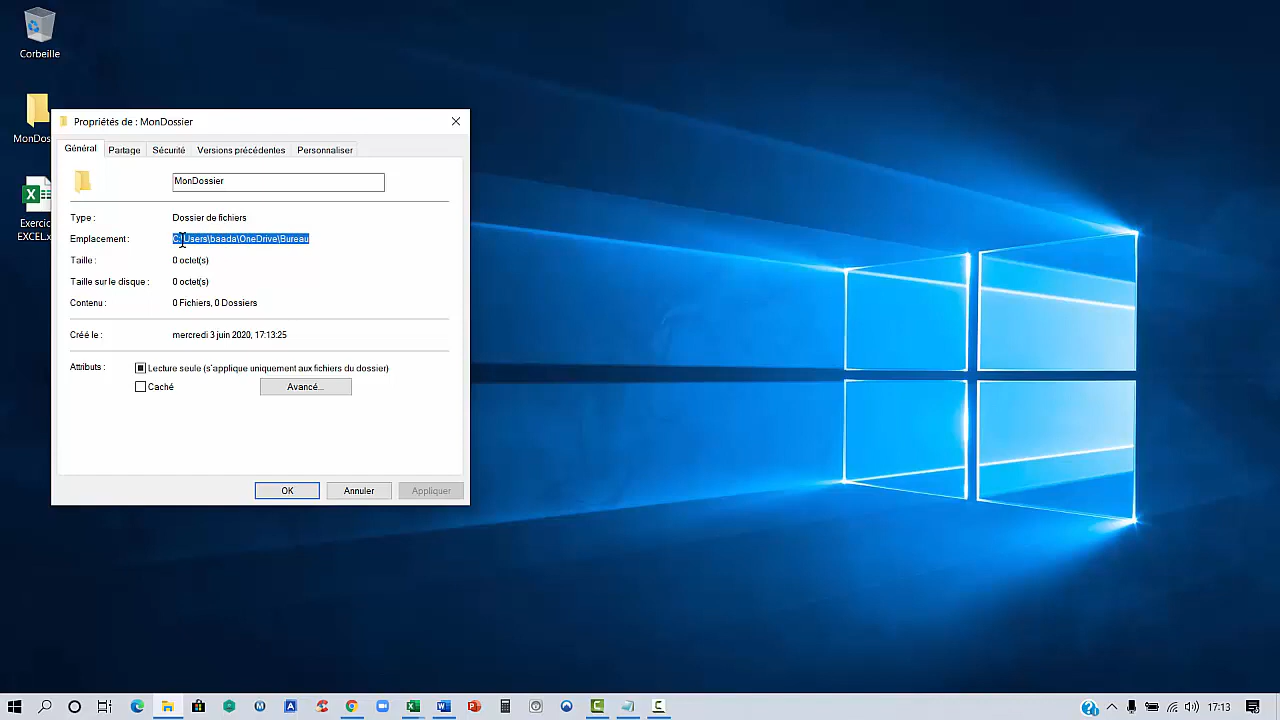 Corbeille
MonDos
Exercic
EXCEL.x
Propriétés de : MonDossier
Général
Partage
Sécurité
Versions précédentes
Personnaliser
MonDossier
Type :
Dossier de fichiers
Emplacement :
C:\Users\baada\OneDrive\Bureau
Taille :
0 octet(s)
Taille sur le disque :
0 octet(s)
Contenu :
0 Fichiers, 0 Dossiers
Créé le :
mercredi 3 juin 2020, 17:13:25
Attributs :
Lecture seule (s'applique uniquement aux fichiers du dossier)
Caché
Avancé...
OK
Annuler
Appliquer
17:13